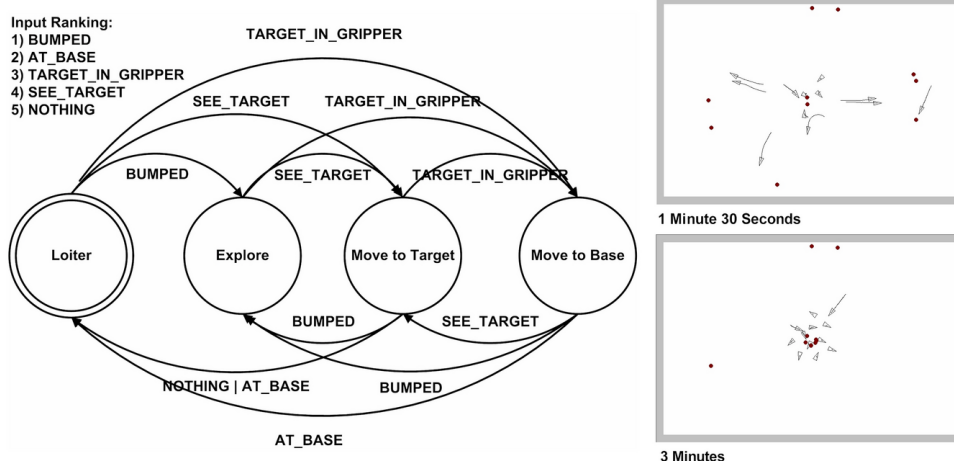 Input Ranking:
1) BUMPED
2) AT_BASE
3) TARGET_IN_GRIPPER
4) SEE_TARGET
5) NOTHING
TARGET_IN_GRIPPER
SEE_TARGET
TARGET_IN_GRIPPER
BUMPED
SEE_TARGET
TARGET_IN_GRIPPER
Loiter
Explore
Move to Target
Move to Base
BUMPED
SEE_TARGET
NOTHING | AT_BASE
BUMPED
AT_BASE
1 Minute 30 Seconds
3 Minutes